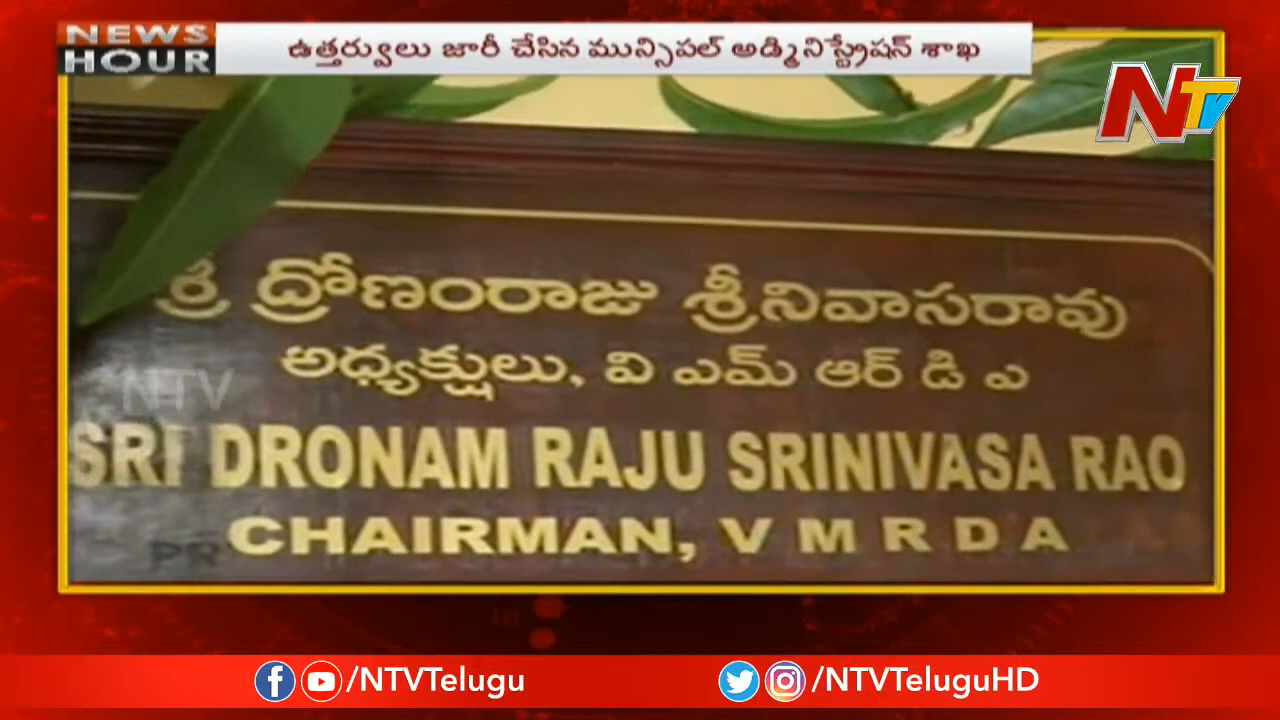 NEWS
HOUR
ఉత్తర్వులు జారీ చేసిన మున్సిపల్ అడ్మినిస్ట్రేషన్ శాఖ
NTV
శ్రీ ద్రోణంరాజు శ్రీనివాసరావు
అధ్యక్షులు, వి ఎమ్ ఆర్ డి ఎ
NTV
SRI DRONAM RAJU SRINIVASA RAO
CHAIRMAN, V M R D A
/NTVTelugu
/NTVTeluguHD